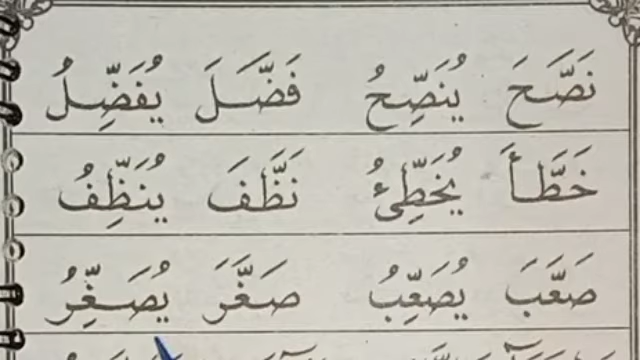 نَصَّحَ يُنَصِّحُ فَضَّلَ يُفَضِّلُ
خَطَّأَ يُخَطِّئُ نَظَّفَ يُنَظِّفُ
صَعَّبَ يُصَعِّبُ صَغَّرَ يُصَغِّرُ